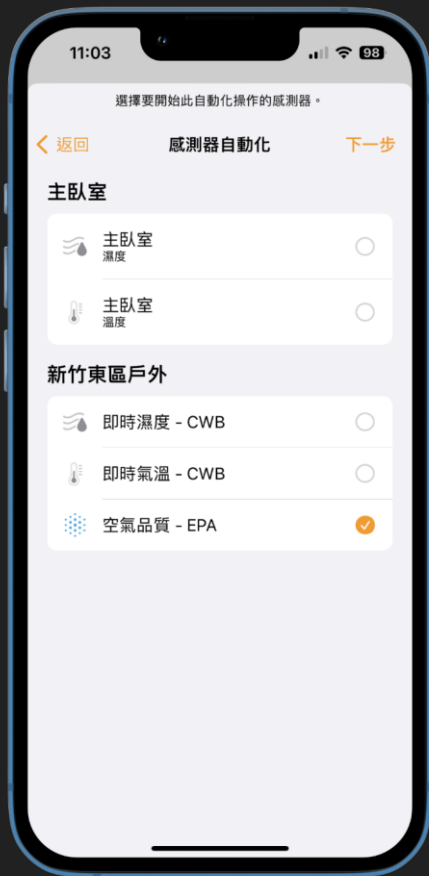 11:03
98
選擇要開始此自動化操作的感測器。
返回
感測器自動化
下一步
主臥室
主臥室
濕度
主臥室
溫度
新竹東區戶外
即時濕度 - CWB
即時氣溫 - CWB
空氣品質 - EPA